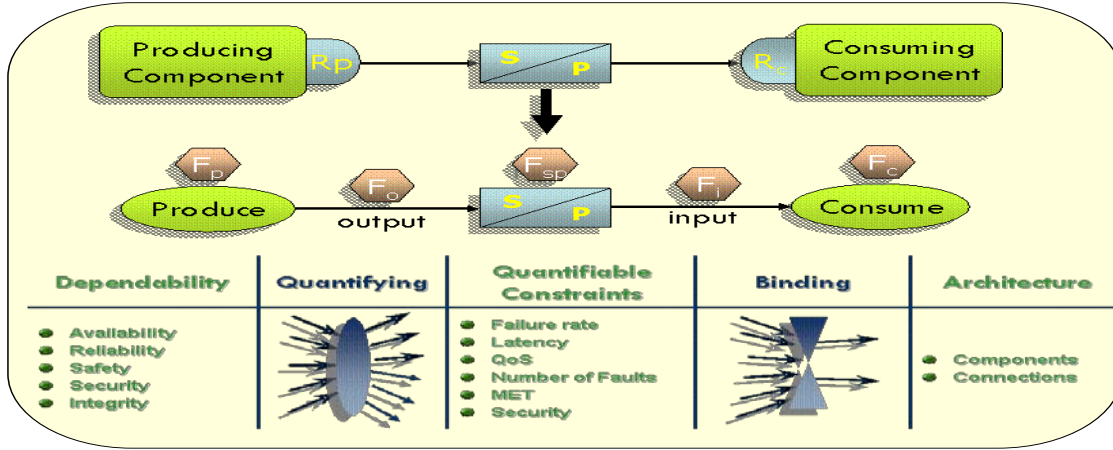 Producing
Component
Rp
S
P
Rc
Consuming
Component
Fp
Fo
Fsp
Fi
Fc
Produce
output
S
P
input
Consume
Dependability
Quantifying
Quantifiable
Constraints
Binding
Architecture
Availability
Reliability
Safety
Security
Integrity
Failure rate
Latency
QoS
Number of Faults
MET
Security
Components
Connections